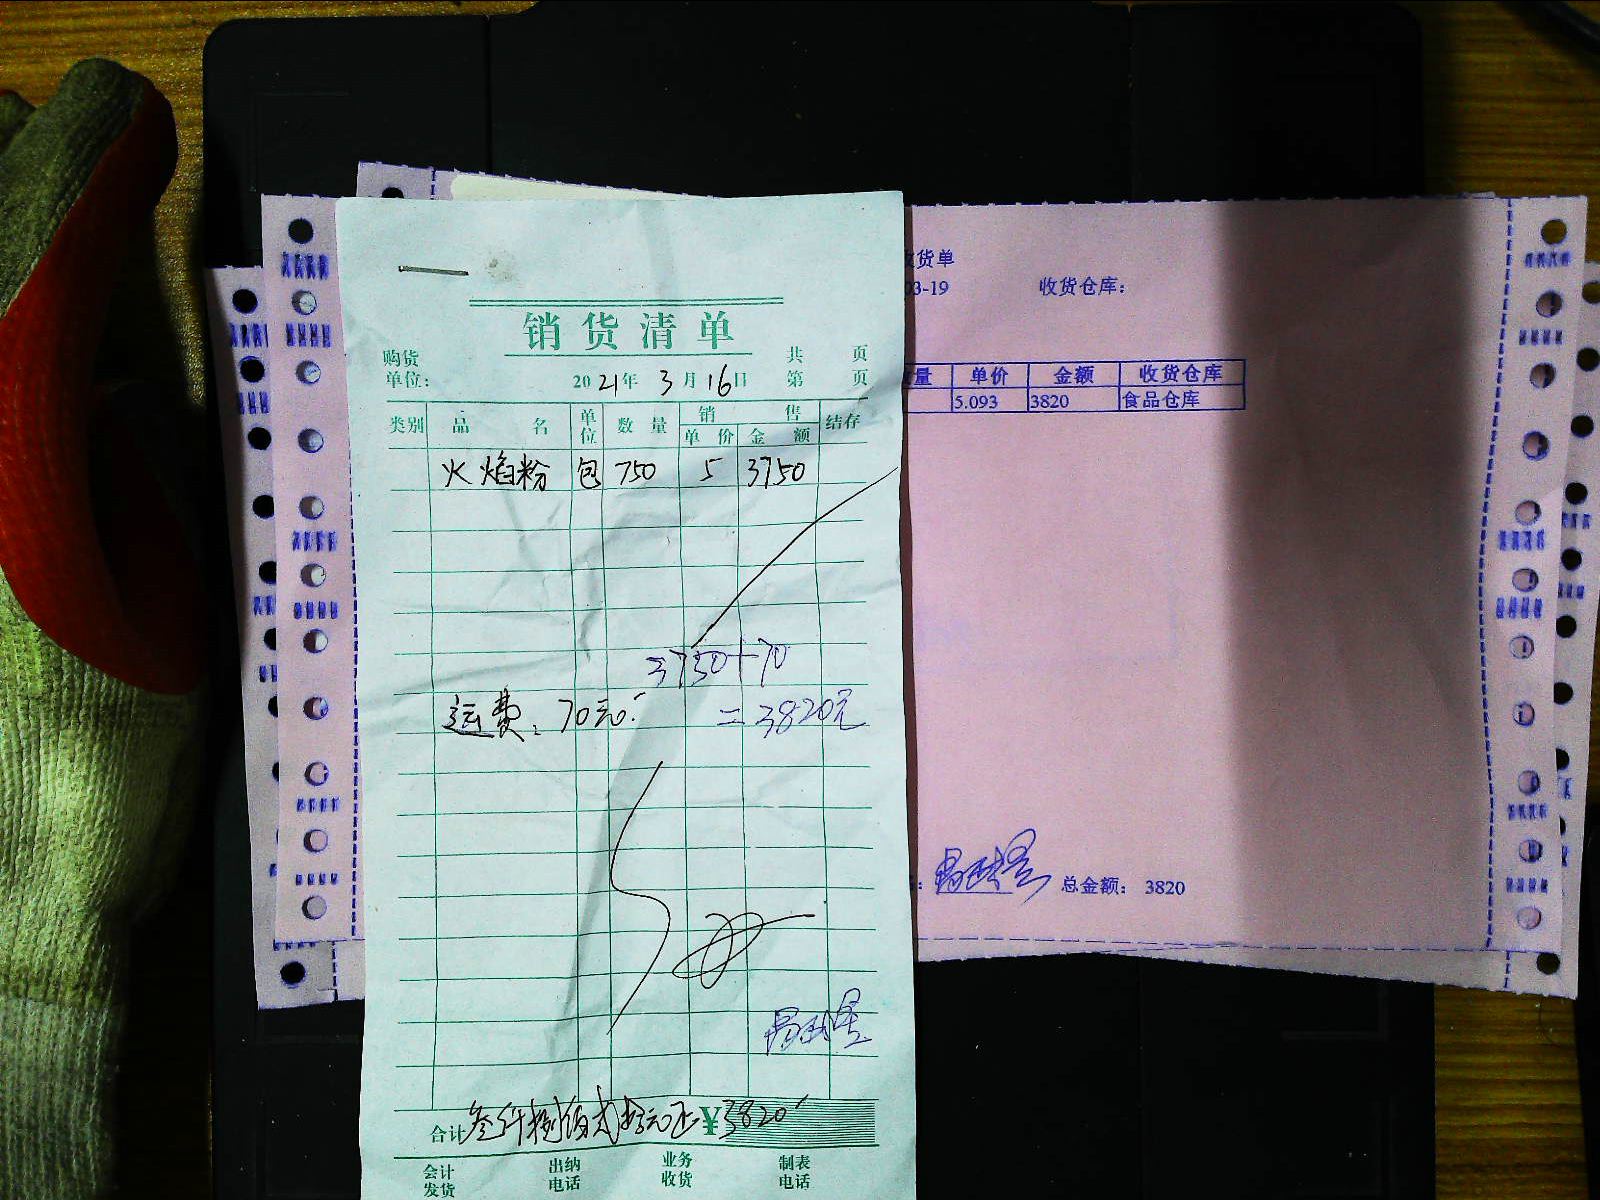 销货清单
购货单位: 2021年3月16日 共 页 第 页
类别 品名 单位 数量 销售 单价 金额 结存
火焰粉 包 750 5 3750
3750+70
运费: 70元. =3820元
合计 叁仟捌佰贰拾元正 ¥3820
会计 出纳 业务 制表
发货 电话 收货 电话
收货单
03-19 收货仓库:
量 单价 金额 收货仓库
5.093 3820 食品仓库
总金额: 3820